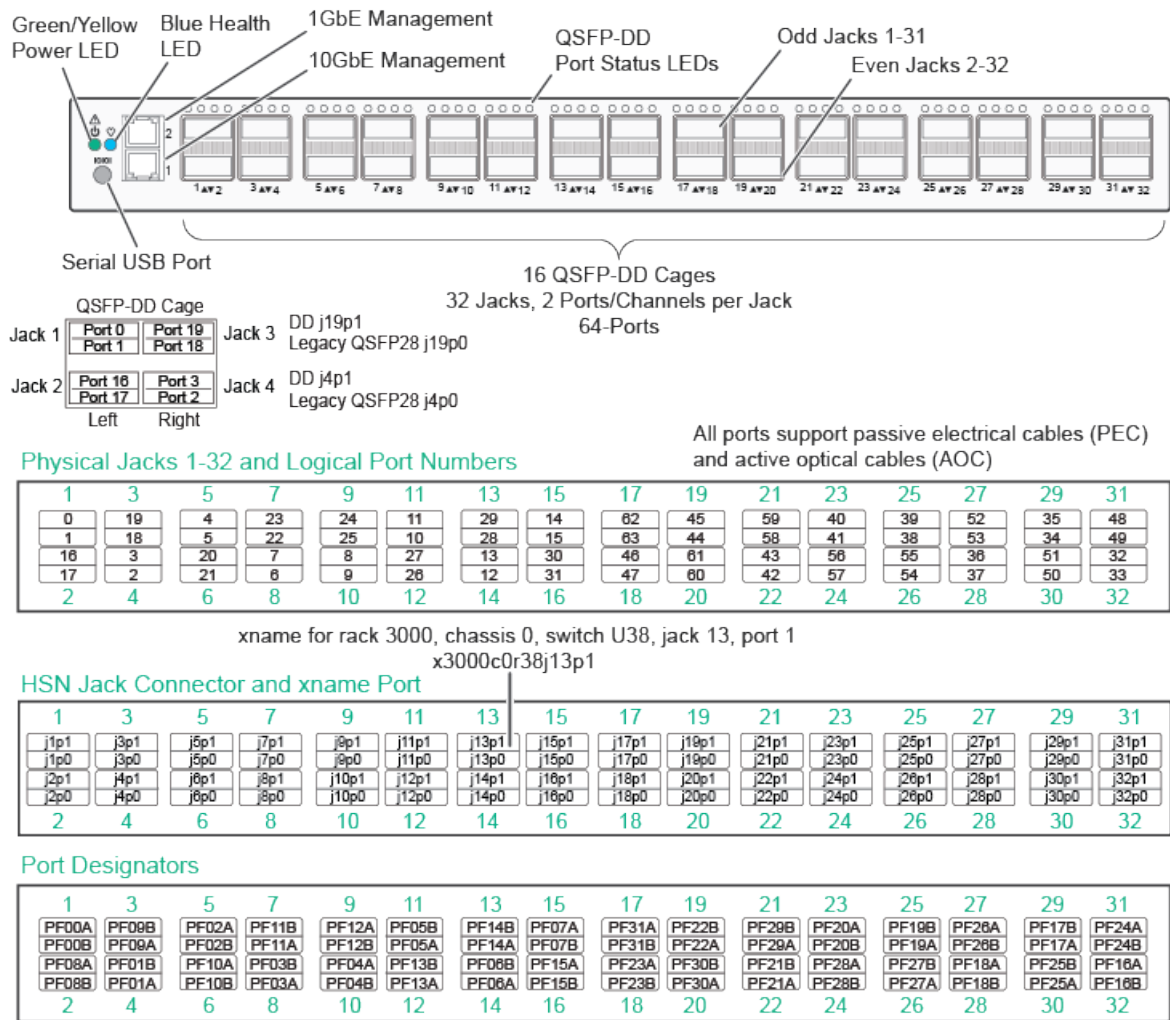 Green/Yellow
Power LED
Blue Health
LED
1GbE Management
10GbE Management
QSFP-DD
Port Status LEDs
Odd Jacks 1-31
Even Jacks 2-32
2
1
1▲▼2 3▲▼4 5▲▼6 7▲▼8 9▲▼10 11▲▼12 13▲▼14 15▲▼16 17▲▼18 19▲▼20 21▲▼22 23▲▼24 25▲▼26 27▲▼28 29▲▼30 31▲▼32
Serial USB Port
16 QSFP-DD Cages
32 Jacks, 2 Ports/Channels per Jack
64-Ports
QSFP-DD Cage
Jack 1 Port 0 Port 19 Jack 3 DD j19p1
Port 1 Port 18 Legacy QSFP28 j19p0
Jack 2 Port 16 Port 3 Jack 4 DD j4p1
Port 17 Port 2 Legacy QSFP28 j4p0
Left Right
All ports support passive electrical cables (PEC)
and active optical cables (AOC)
Physical Jacks 1-32 and Logical Port Numbers
1 3 5 7 9 11 13 15 17 19 21 23 25 27 29 31
0 19 4 23 24 11 29 14 62 45 59 40 39 52 35 48
1 18 5 22 25 10 28 15 63 44 58 41 38 53 34 49
16 3 20 7 8 27 13 30 46 61 43 56 55 36 51 32
17 2 21 6 9 26 12 31 47 60 42 57 54 37 50 33
2 4 6 8 10 12 14 16 18 20 22 24 26 28 30 32
xname for rack 3000, chassis 0, switch U38, jack 13, port 1
x3000c0r38j13p1
HSN Jack Connector and xname Port
1 3 5 7 9 11 13 15 17 19 21 23 25 27 29 31
j1p1 j3p1 j5p1 j7p1 j9p1 j11p1 j13p1 j15p1 j17p1 j19p1 j21p1 j23p1 j25p1 j27p1 j29p1 j31p1
j1p0 j3p0 j5p0 j7p0 j9p0 j11p0 j13p0 j15p0 j17p0 j19p0 j21p0 j23p0 j25p0 j27p0 j29p0 j31p0
j2p1 j4p1 j6p1 j8p1 j10p1 j12p1 j14p1 j16p1 j18p1 j20p1 j22p1 j24p1 j26p1 j28p1 j30p1 j32p1
j2p0 j4p0 j6p0 j8p0 j10p0 j12p0 j14p0 j16p0 j18p0 j20p0 j22p0 j24p0 j26p0 j28p0 j30p0 j32p0
2 4 6 8 10 12 14 16 18 20 22 24 26 28 30 32
Port Designators
1 3 5 7 9 11 13 15 17 19 21 23 25 27 29 31
PF00A PF09B PF02A PF11B PF12A PF05B PF14B PF07A PF31A PF22B PF29B PF20A PF19B PF26A PF17B PF24A
PF00B PF09A PF02B PF11A PF12B PF05A PF14A PF07B PF31B PF22A PF29A PF20B PF19A PF26B PF17A PF24B
PF08A PF01B PF10A PF03B PF04A PF13B PF06B PF15A PF23A PF30B PF21B PF28A PF27B PF18A PF25B PF16A
PF08B PF01A PF10B PF03A PF04B PF13A PF06A PF15B PF23B PF30A PF21A PF28B PF27A PF18B PF25A PF16B
2 4 6 8 10 12 14 16 18 20 22 24 26 28 30 32